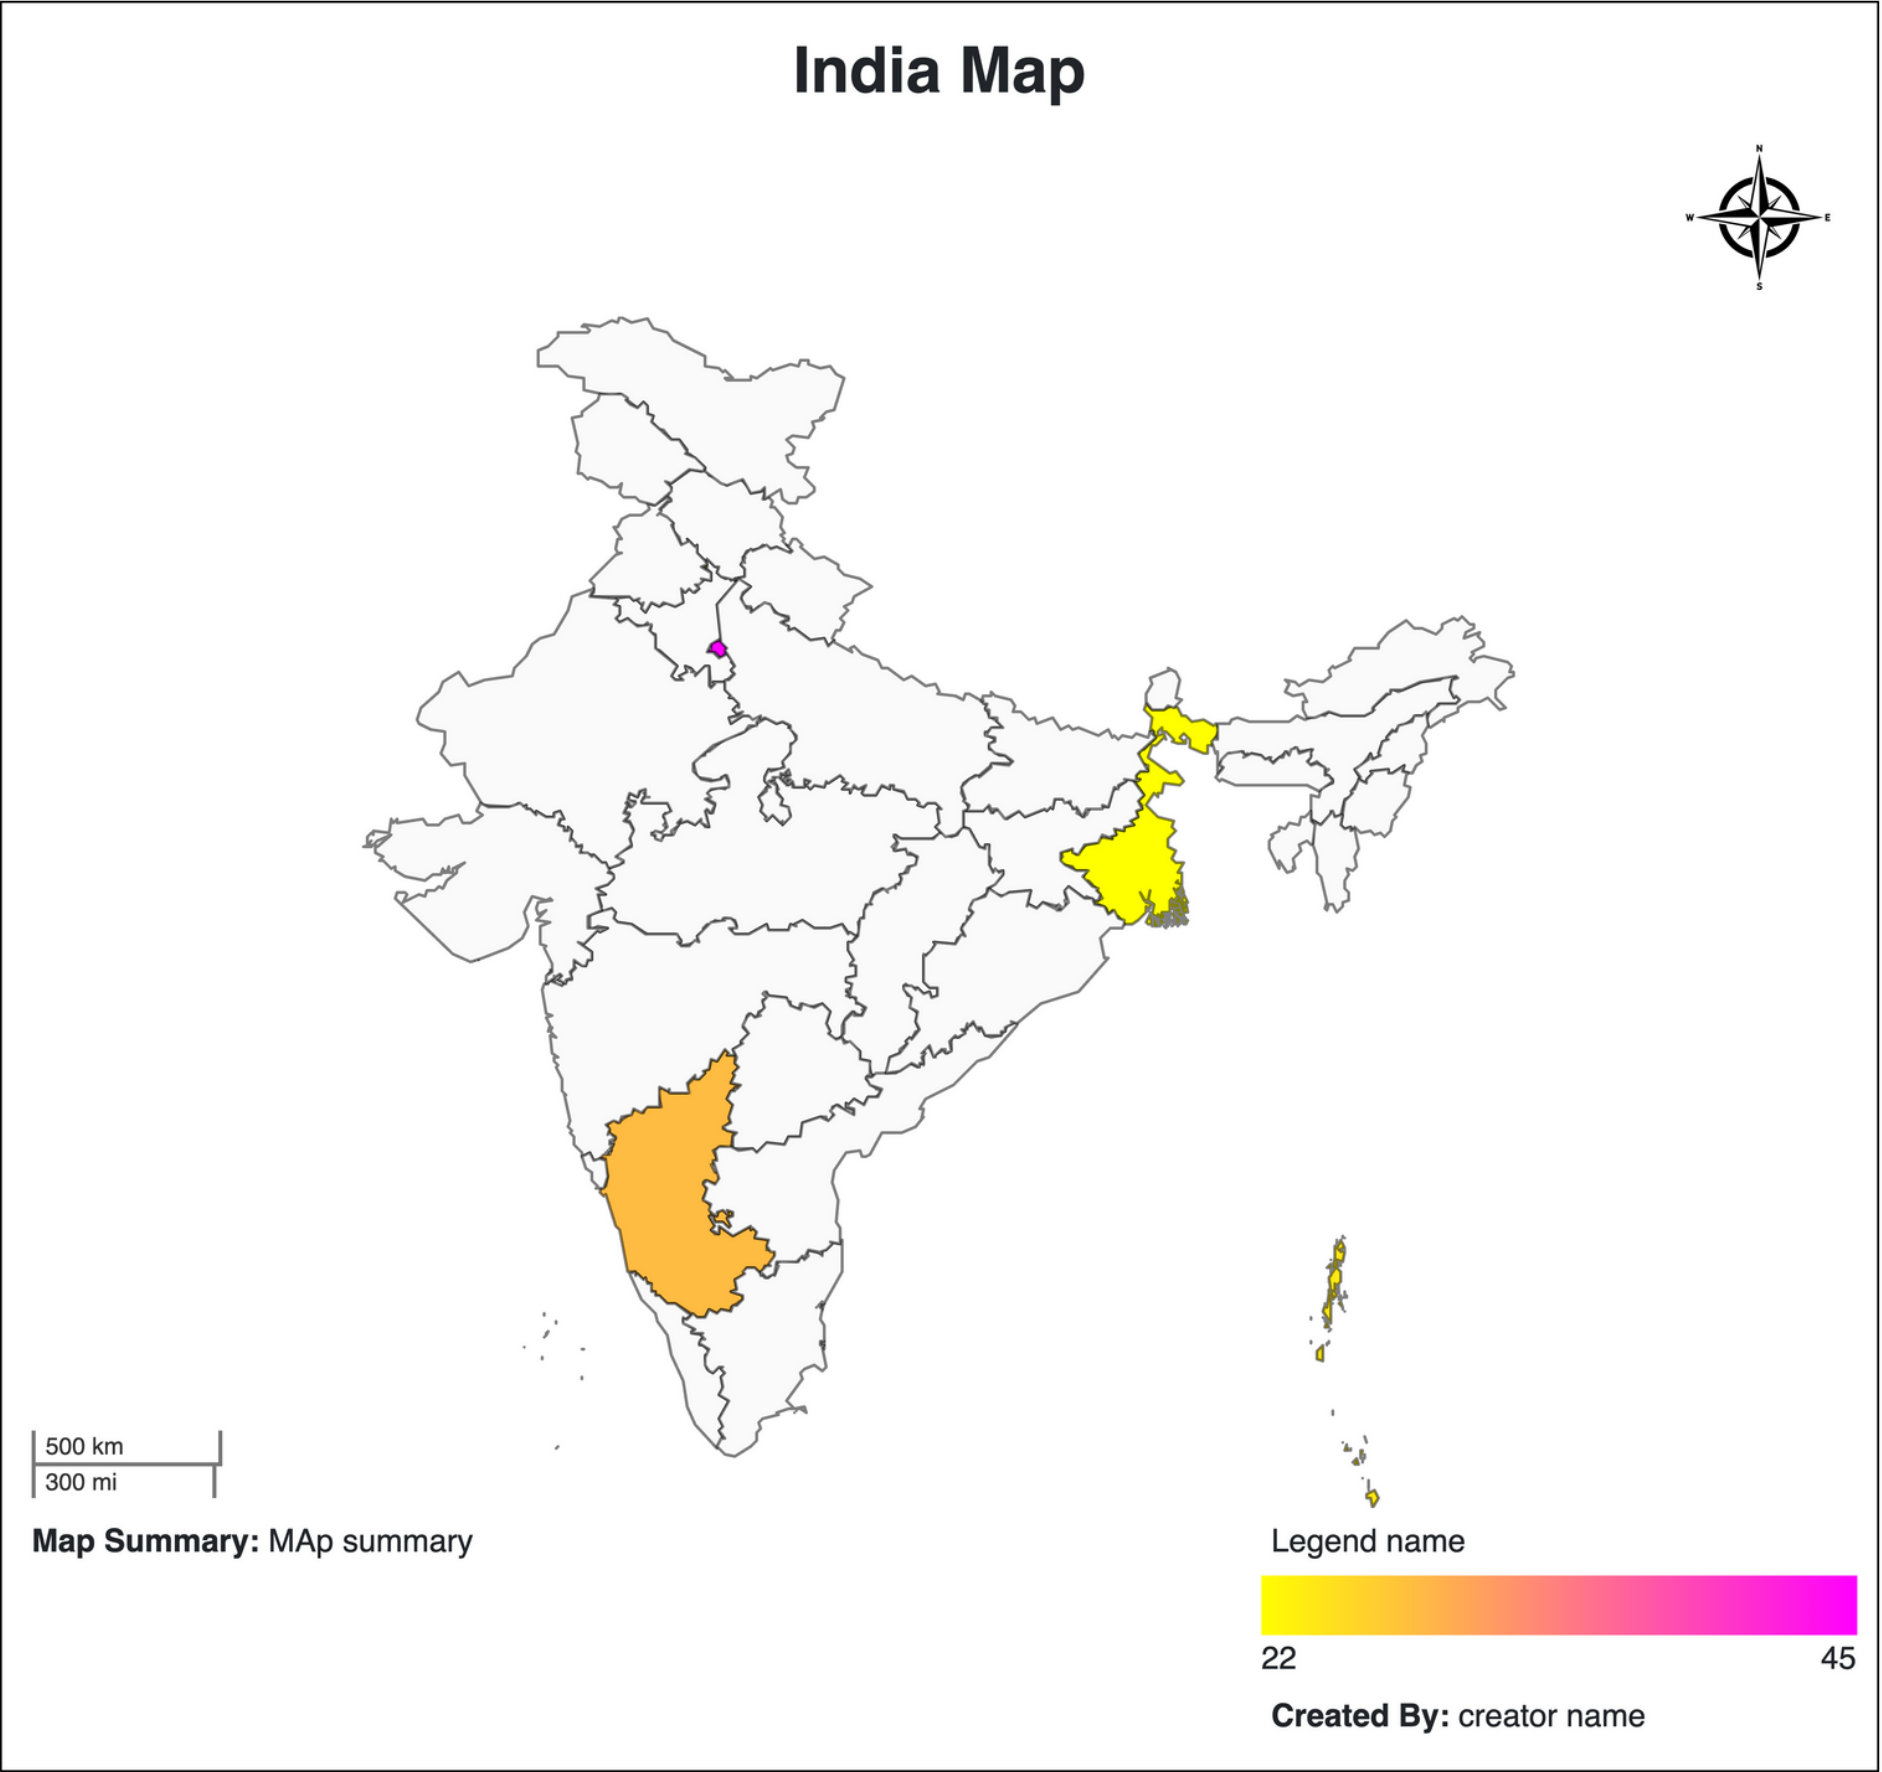 India Map
N
W E
S
500 km
300 mi
Map Summary: MAp summary
Legend name
22 45
Created By: creator name